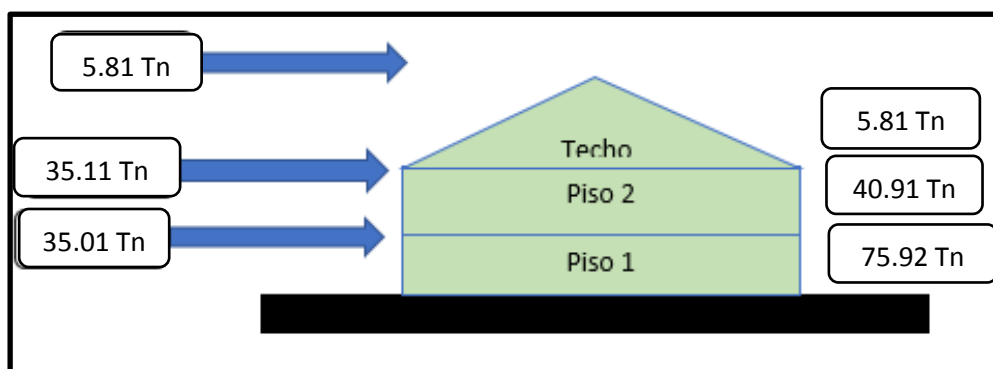 5.81 Tn
5.81 Tn
Techo
35.11 Tn
Piso 2
40.91 Tn
35.01 Tn
Piso 1
75.92 Tn